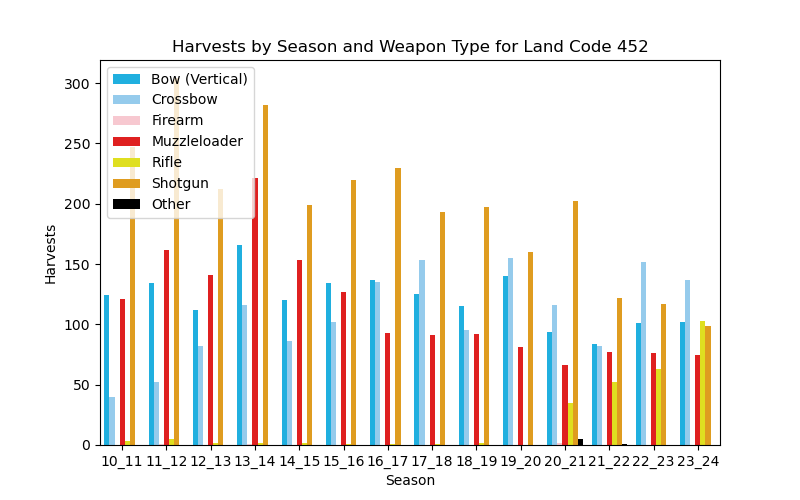 Harvests by Season and Weapon Type for Land Code 452
Harvests
300
250
200
150
100
50
0
Bow (Vertical)
Crossbow
Firearm
Muzzleloader
Rifle
Shotgun
Other
10_11 11_12 12_13 13_14 14_15 15_16 16_17 17_18 18_19 19_20 20_21 21_22 22_23 23_24
Season